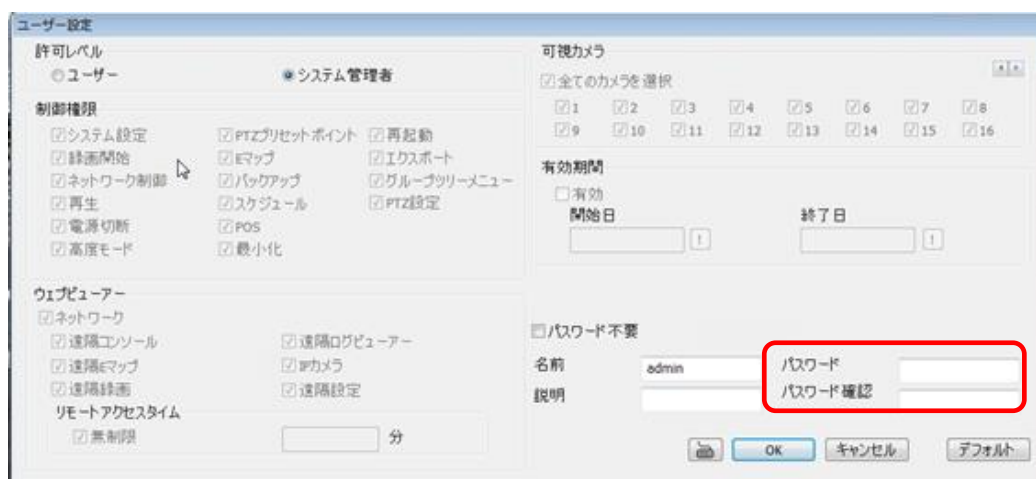 ユーザー設定
許可レベル
ユーザー システム管理者
制御権限
システム設定 PTZプリセットポイント 再起動
録画開始 Eマップ エクスポート
ネットワーク制御 バックアップ グループツリーメニュー
再生 スケジュール PTZ設定
電源切断 POS
高度モード 最小化
ウェブビューアー
ネットワーク
遠隔コンソール 遠隔ログビューアー
遠隔Eマップ IPカメラ
遠隔録画 遠隔設定
リモートアクセスタイム
無制限 分
可視カメラ
全てのカメラを選択
1 2 3 4 5 6 7 8
9 10 11 12 13 14 15 16
有効期間
有効
開始日 終了日
! !
パスワード不要
名前 admin パスワード
説明 パスワード確認
OK キャンセル デフォルト